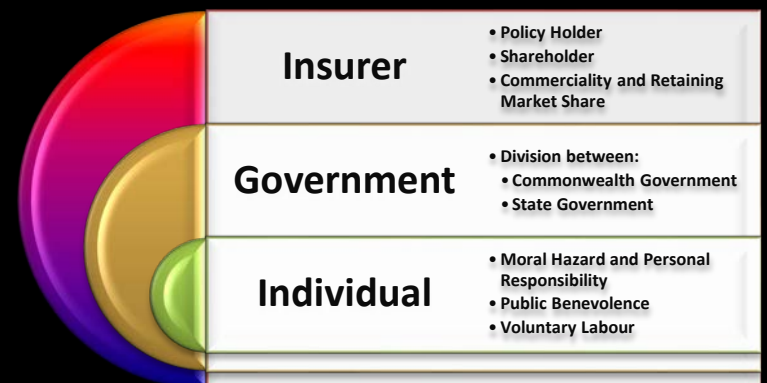 Insurer
• Policy Holder
• Shareholder
• Commerciality and Retaining
Market Share
Government
• Division between:
• Commonwealth Government
• State Government
Individual
• Moral Hazard and Personal
Responsibility
• Public Benevolence
• Voluntary Labour